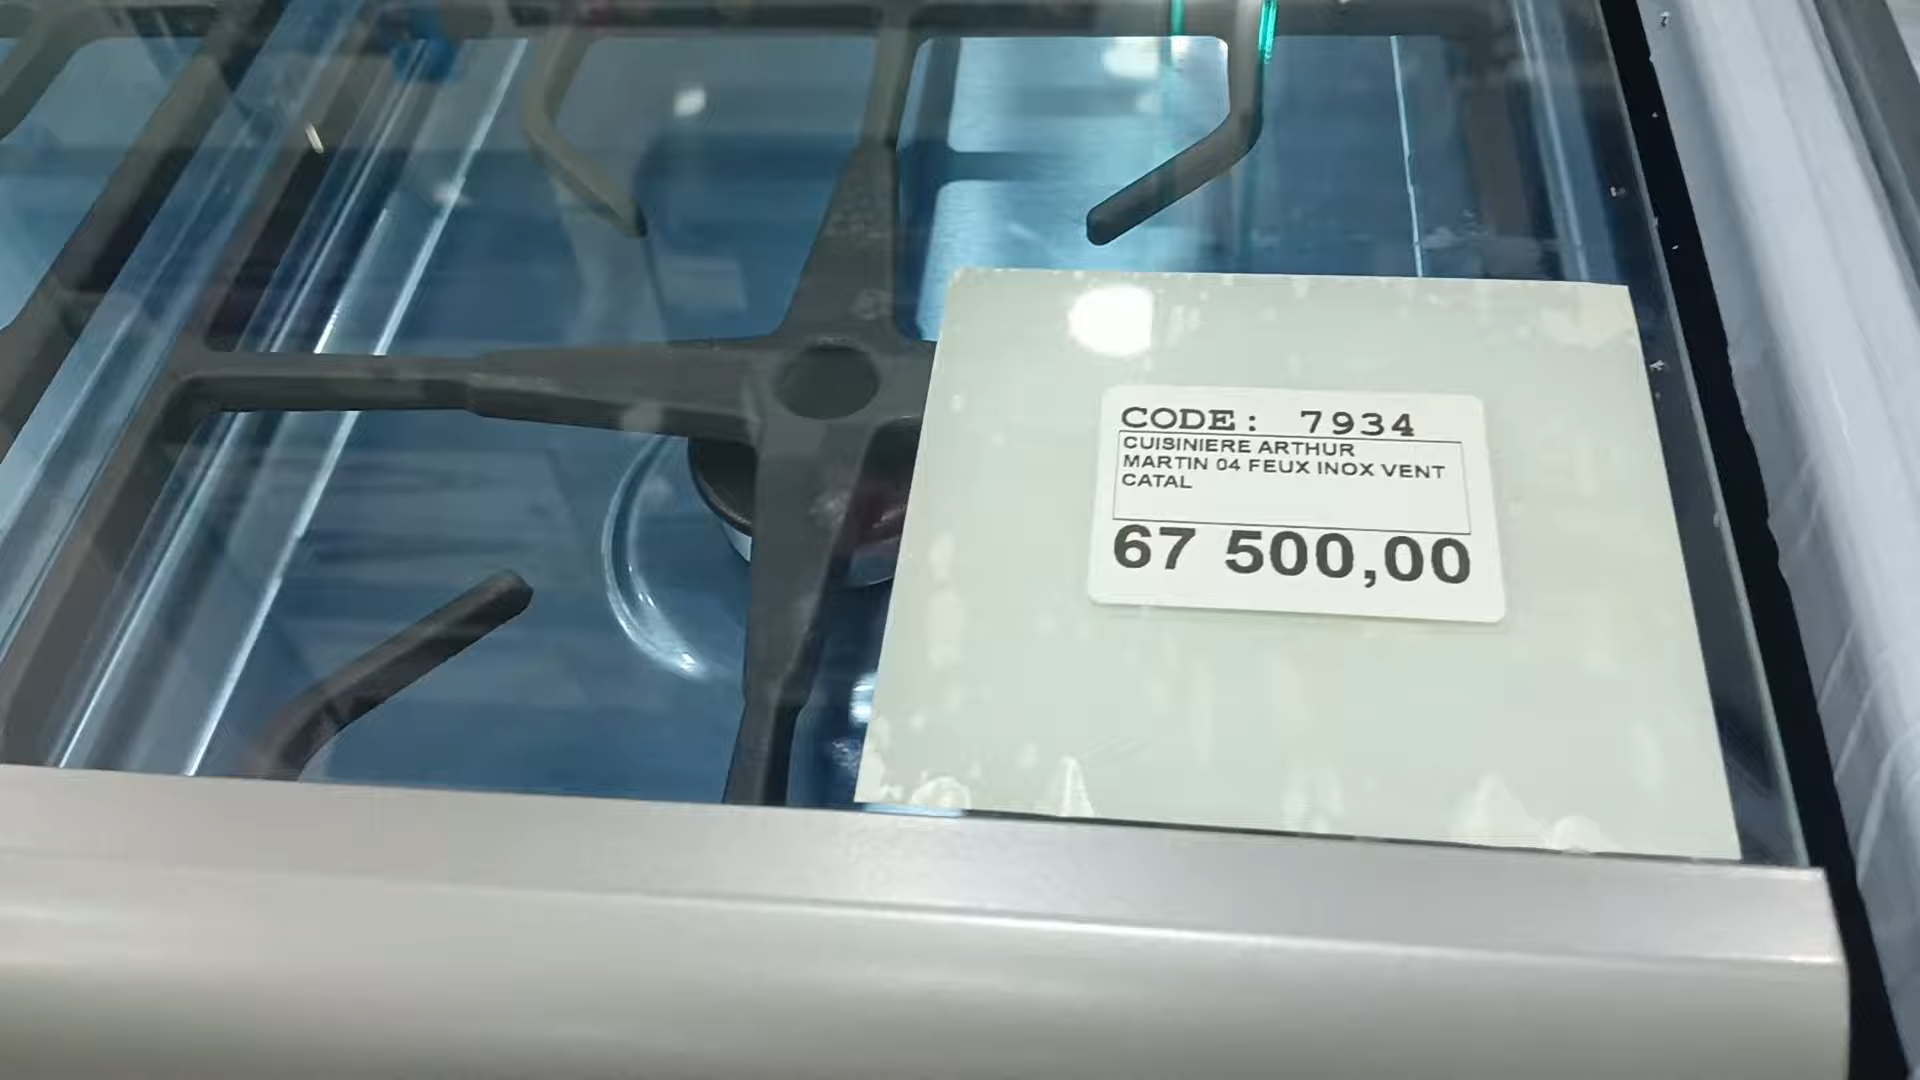 CODE: 7934
CUISINIERE ARTHUR
MARTIN 04 FEUX INOX VENT
CATAL
67 500,00